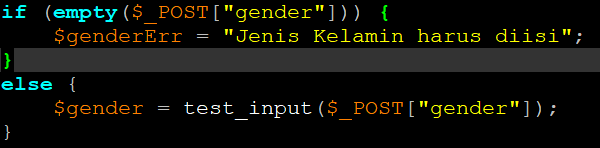 if (empty($_POST["gender"])) {
    $genderErr = "Jenis Kelamin harus diisi";
}
else {
    $gender = test_input($_POST["gender"]);
}